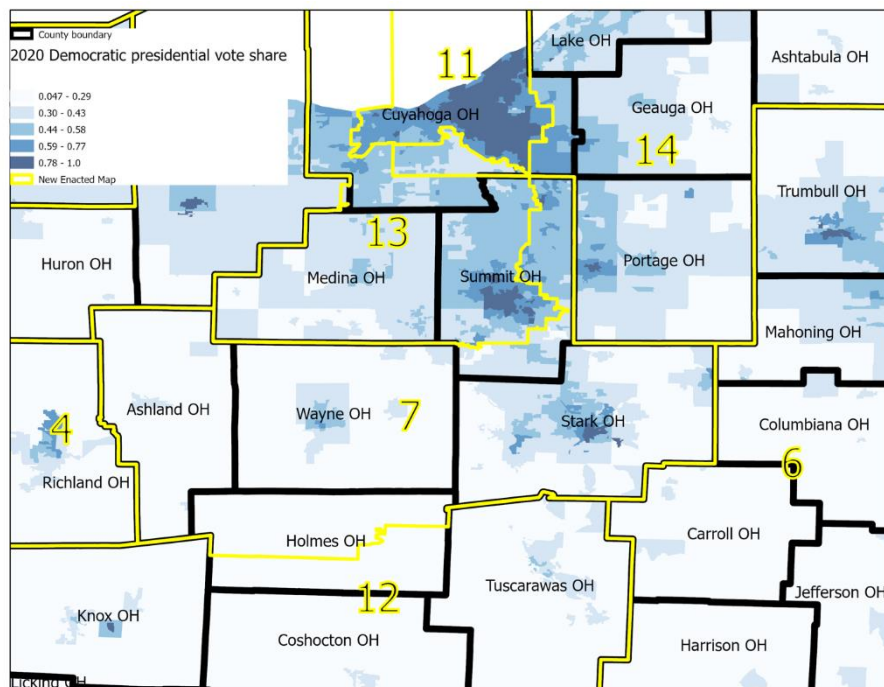 County boundary
2020 Democratic presidential vote share
0.047 - 0.29
0.30 - 0.43
0.44 - 0.58
0.59 - 0.77
0.78 - 1.0
New Enacted Map
11
Lake OH
Ashtabula OH
Cuyahoga OH
Geauga OH
14
Trumbull OH
13
Huron OH
Medina OH
Summit OH
Portage OH
Mahoning OH
Ashland OH
Wayne OH
7
Stark OH
Columbiana OH
4
6
Richland OH
Holmes OH
Carroll OH
Tuscarawas OH
Jefferson OH
12
Knox OH
Coshocton OH
Harrison OH
Licking OH